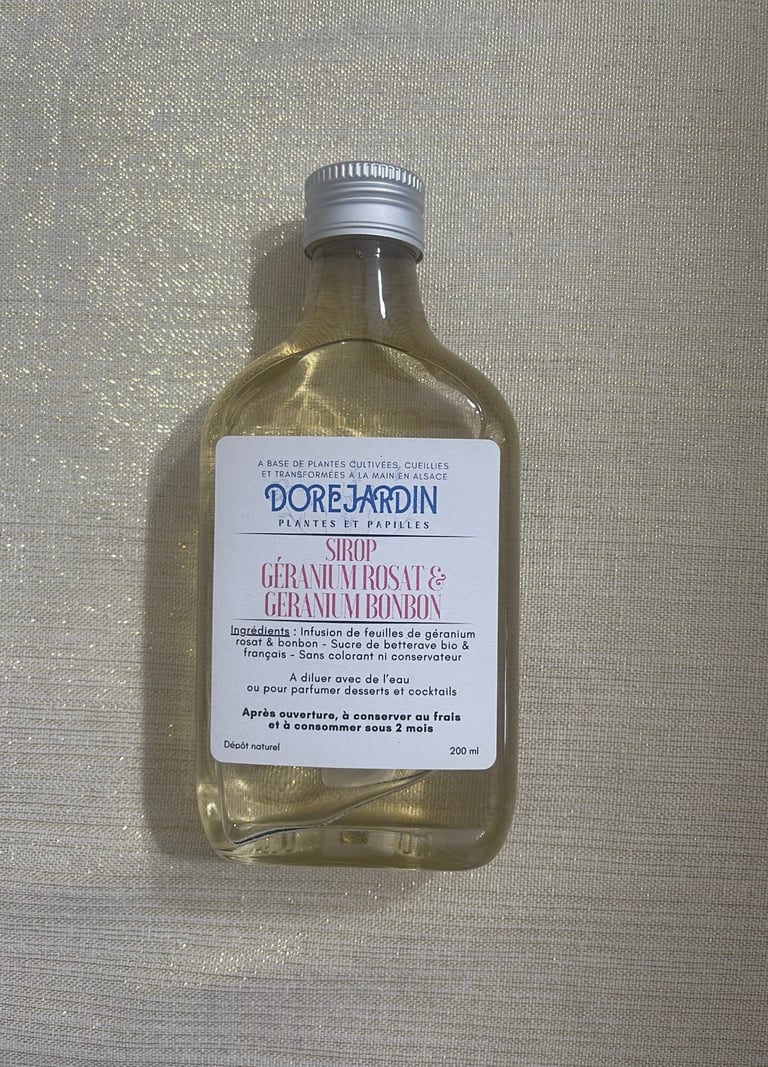 A BASE DE PLANTES CULTIVÉES, CUEILLIES
ET TRANSFORMÉES A LA MAIN EN ALSACE
DOREJARDIN
PLANTES ET PAPILLES
SIROP
GÉRANIUM ROSAT &
GERANIUM BONBON
Ingrédients : Infusion de feuilles de géranium
rosat & bonbon - Sucre de betterave bio &
français - Sans colorant ni conservateur
A diluer avec de l'eau
ou pour parfumer desserts et cocktails
Après ouverture, à conserver au frais
et à consommer sous 2 mois
Dépôt naturel
200 ml